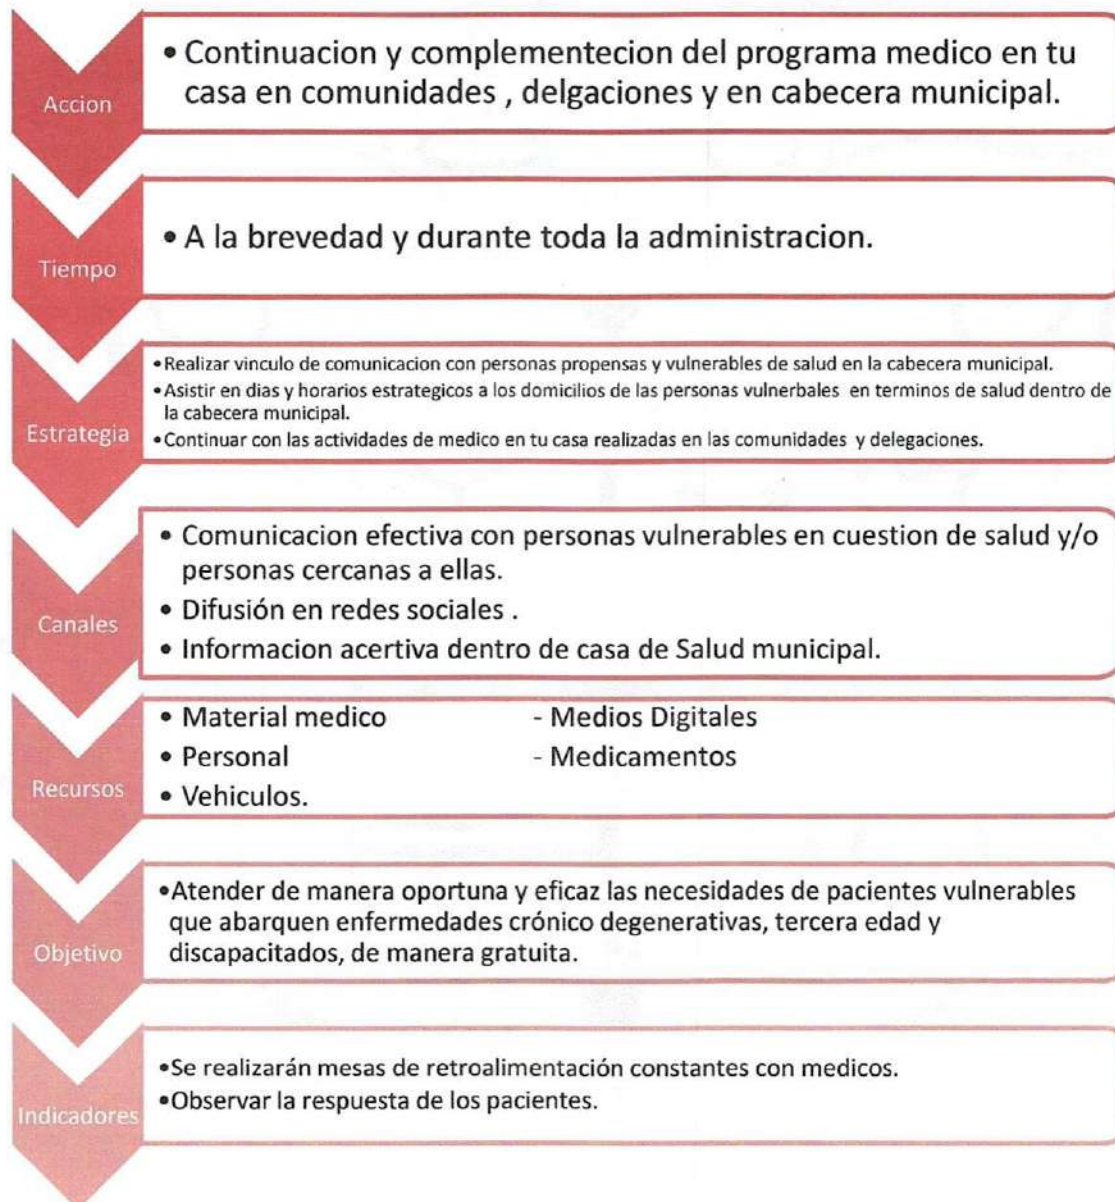 Accion
• Continuacion y complementecion del programa medico en tu
casa en comunidades , delgaciones y en cabecera municipal.
Tiempo
• A la brevedad y durante toda la administracion.
Estrategia
•Realizar vinculo de comunicacion con personas propensas y vulnerables de salud en la cabecera municipal.
•Asistir en dias y horarios estrategicos a los domicilios de las personas vulnerbales en terminos de salud dentro de
la cabecera municipal.
•Continuar con las actividades de medico en tu casa realizadas en las comunidades y delegaciones.
Canales
• Comunicacion efectiva con personas vulnerables en cuestion de salud y/o
personas cercanas a ellas.
• Difusión en redes sociales .
• Informacion acertiva dentro de casa de Salud municipal.
Recursos
• Material medico - Medios Digitales
• Personal - Medicamentos
• Vehiculos.
Objetivo
•Atender de manera oportuna y eficaz las necesidades de pacientes vulnerables
que abarquen enfermedades crónico degenerativas, tercera edad y
discapacitados, de manera gratuita.
Indicadores
•Se realizarán mesas de retroalimentación constantes con medicos.
•Observar la respuesta de los pacientes.